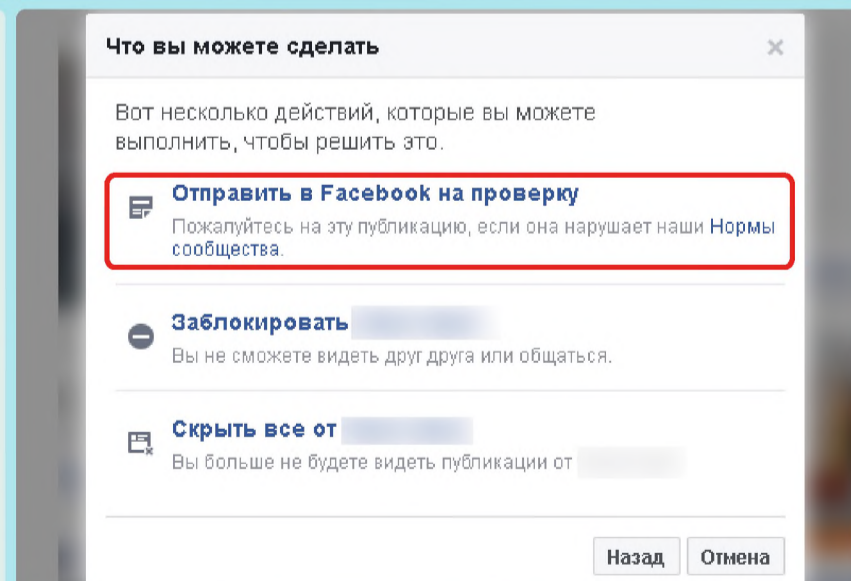 Что вы можете сделать
Вот несколько действий, которые вы можете
выполнить, чтобы решить это.
Отправить в Facebook на проверку
Пожалуйтесь на эту публикацию, если она нарушает наши Нормы
сообщества.
Заблокировать
Вы не сможете видеть друг друга или общаться.
Скрыть все от
Вы больше не будете видеть публикации от
Назад Отмена